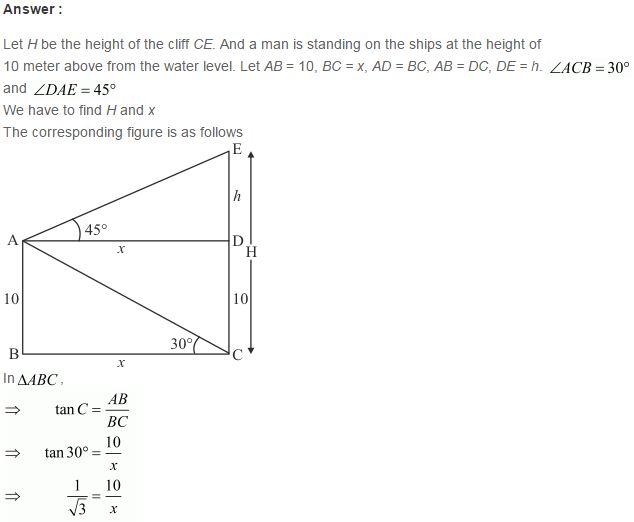 Answer :
Let H be the height of the cliff CE. And a man is standing on the ships at the height of
10 meter above from the water level. Let AB = 10, BC = x, AD = BC, AB = DC, DE = h. ∠ACB = 30°
and ∠DAE = 45°
We have to find H and x
The corresponding figure is as follows
E
h
45°
A
x
D
H
10
10
30°
B
C
x
In ΔABC ,
⇒ tan C = AB/BC
⇒ tan 30° = 10/x
⇒ 1/√3 = 10/x